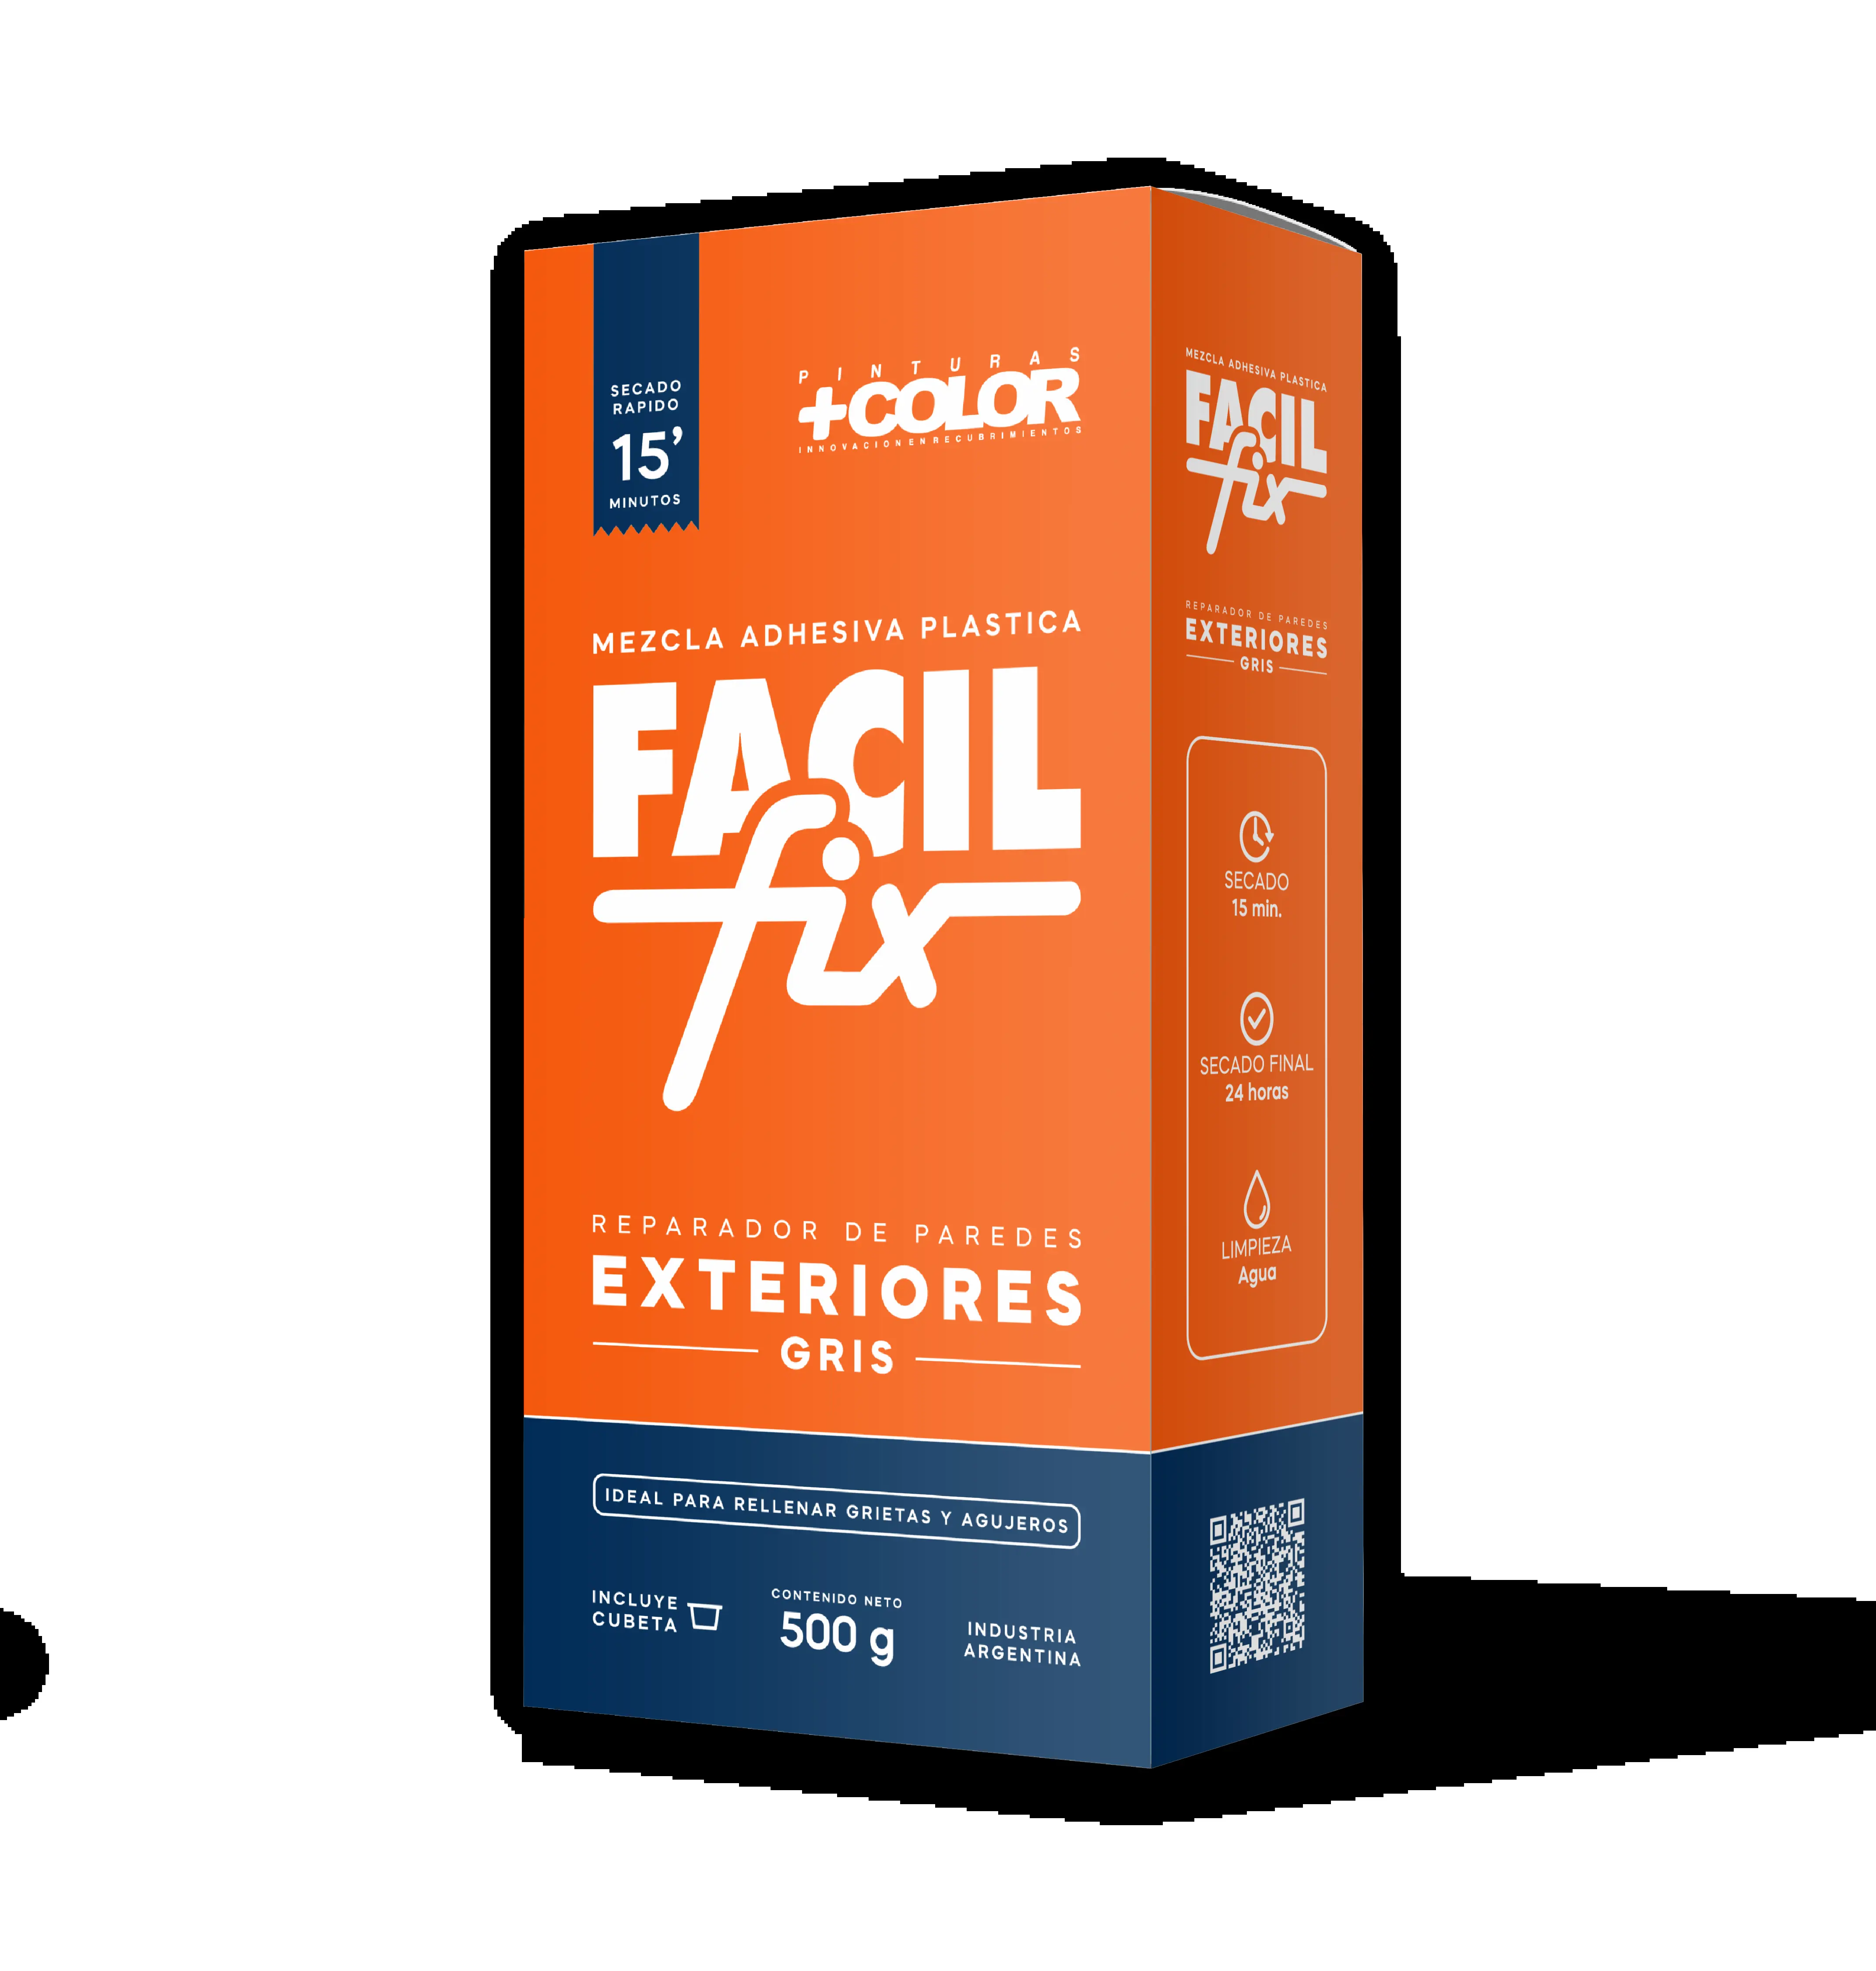 SECADO
RAPIDO
15’
MINUTOS
PINTURAS
+COLOR
INNOVACION EN RECUBRIMIENTOS
MEZCLA ADHESIVA PLASTICA
FACIL
fix
REPARADOR DE PAREDES
EXTERIORES
GRIS
IDEAL PARA RELLENAR GRIETAS Y AGUJEROS
INCLUYE
CUBETA
CONTENIDO NETO
500 g
INDUSTRIA
ARGENTINA
MEZCLA ADHESIVA PLASTICA
FACIL
fix
REPARADOR DE PAREDES
EXTERIORES
GRIS
SECADO
15 min.
SECADO FINAL
24 horas
LIMPIEZA
Agua